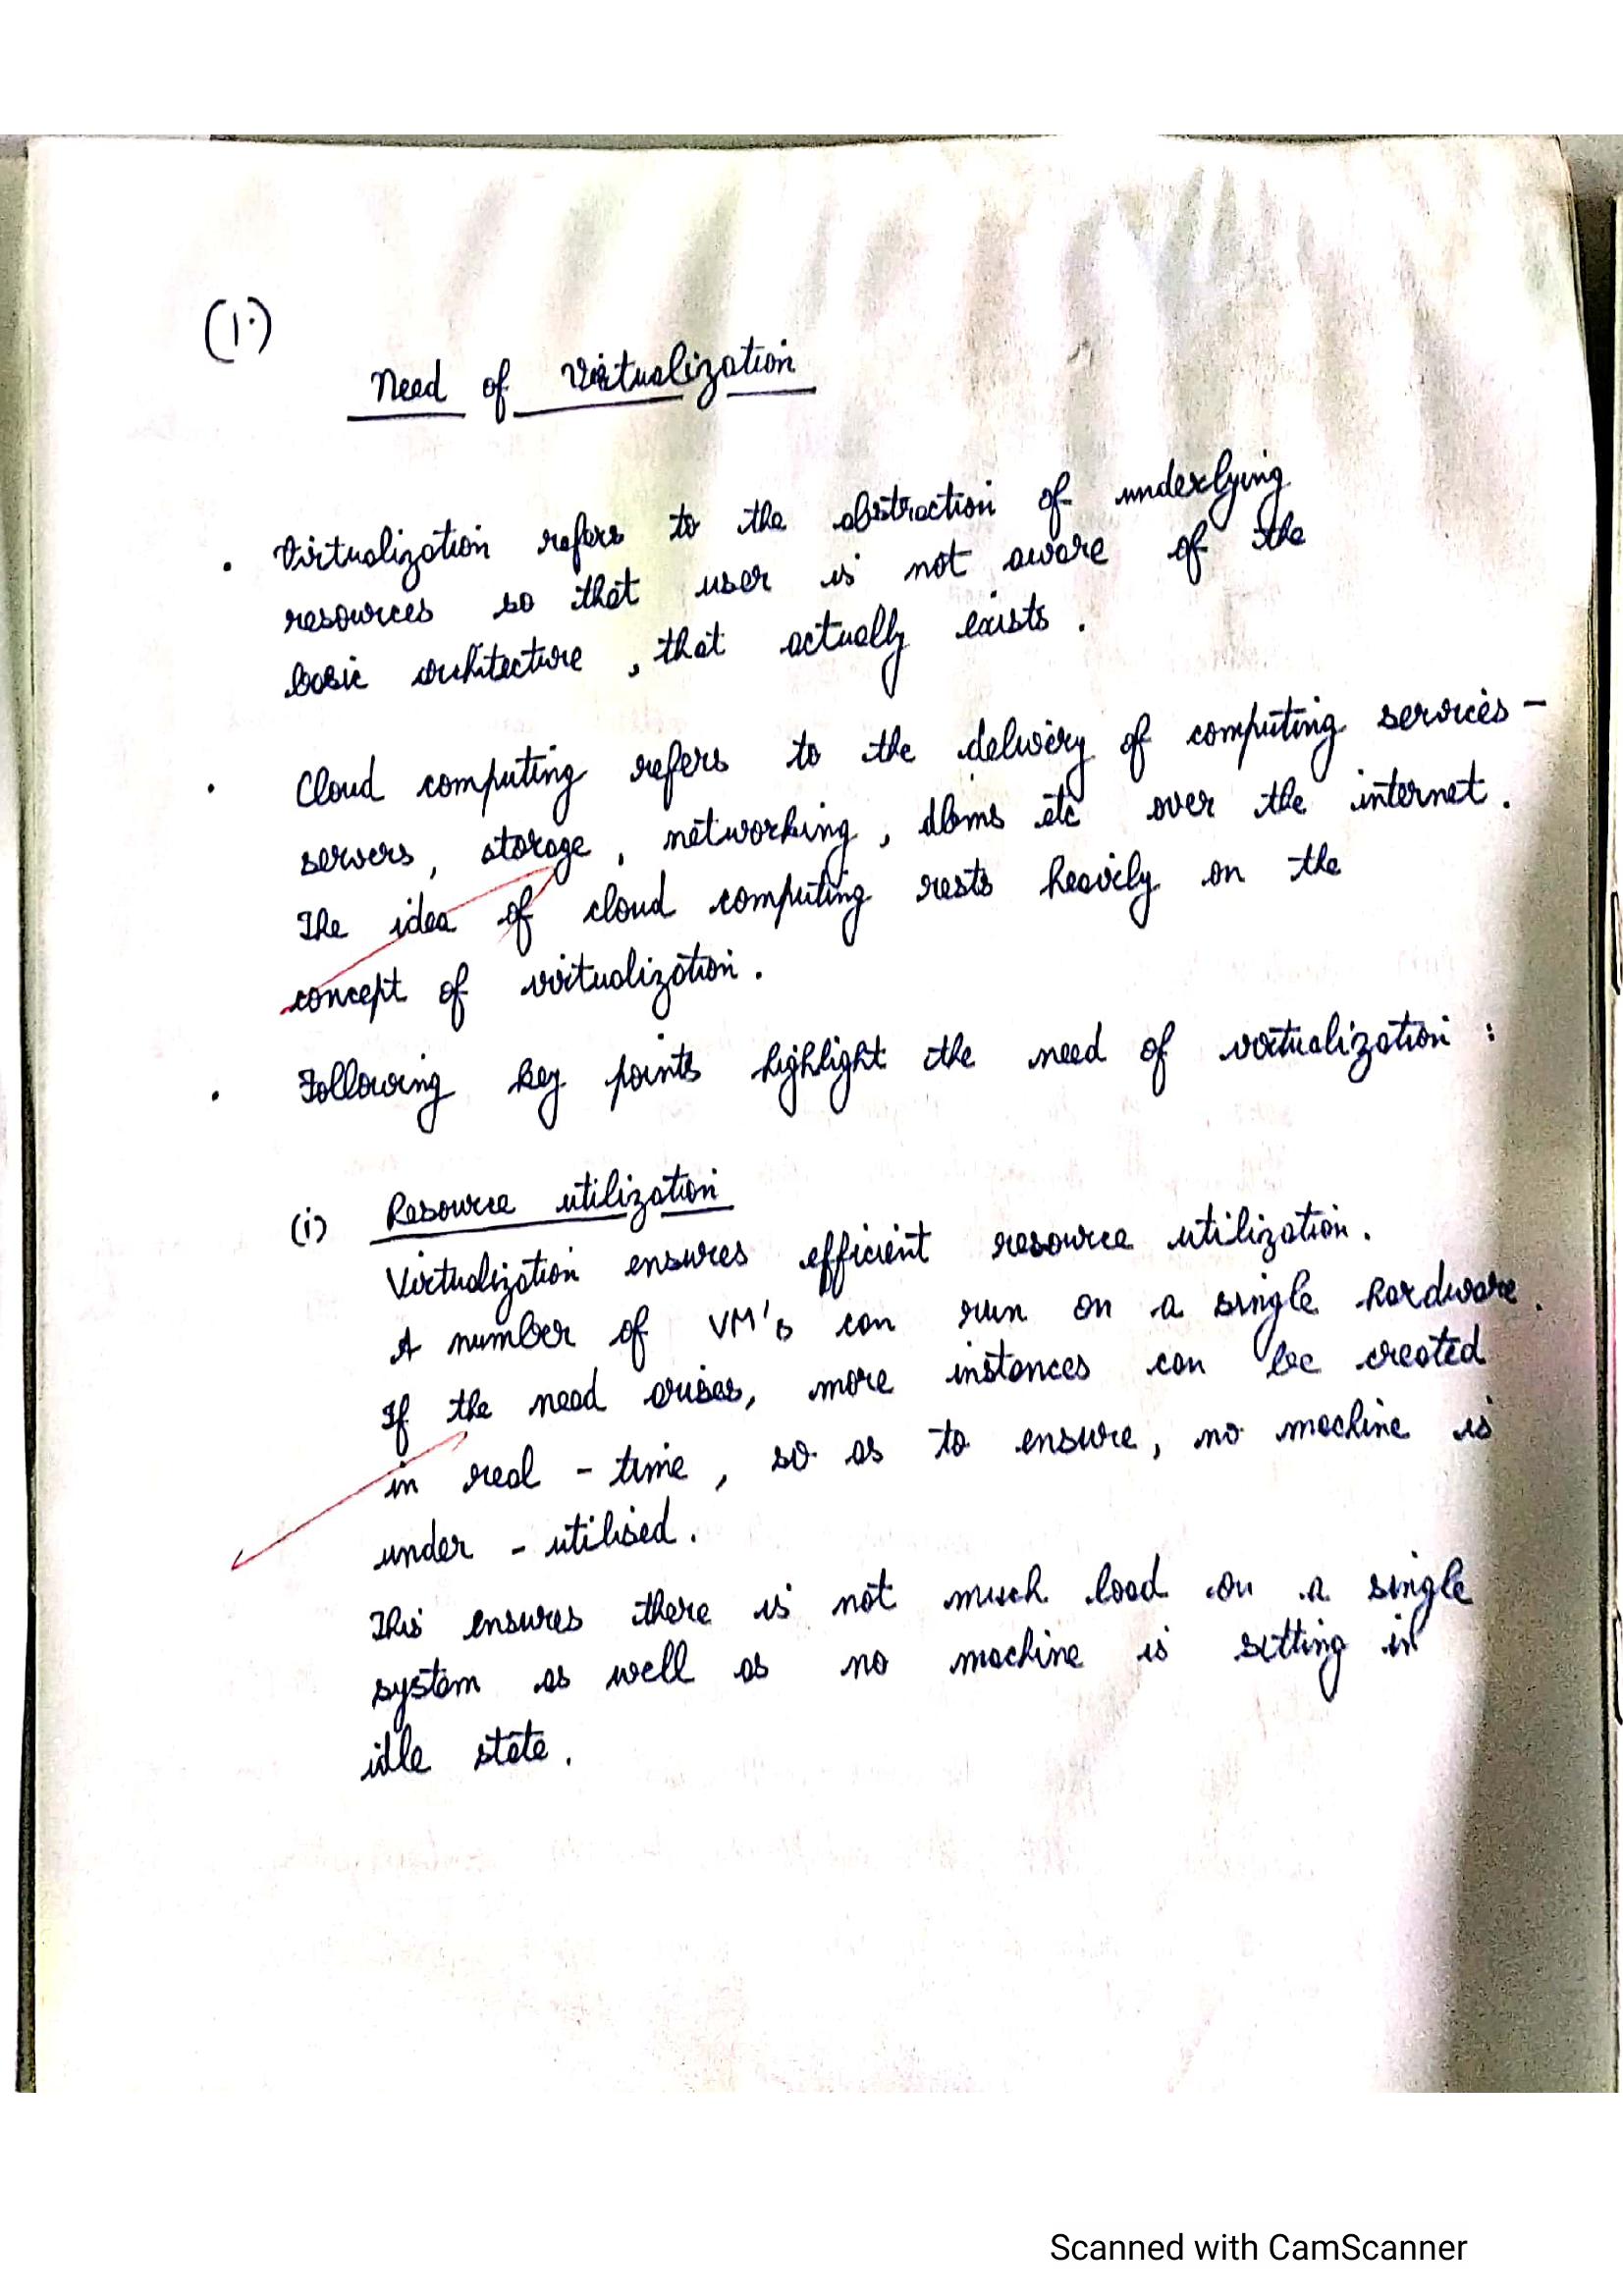 (1.)
Need of Virtualization
. Virtualization refers to the abstraction of underlying
resources so that user is not aware of the
basic architecture , that actually exists .
. Cloud computing refers to the delivery of computing services -
servers, storage , networking , dbms etc over the internet .
The idea of cloud computing rests heavily on the
concept of virtualization .
. Following key points highlight the need of virtualization :
(i) Resource utilization
Virtualization ensures efficient resource utilization .
A number of VM's can run on a single hardware .
If the need arises, more instances can be created
in real - time , so as to ensure, no machine is
under - utilised .
This ensures there is not much load on a single
system as well as no machine is sitting in
idle state .
Scanned with CamScanner